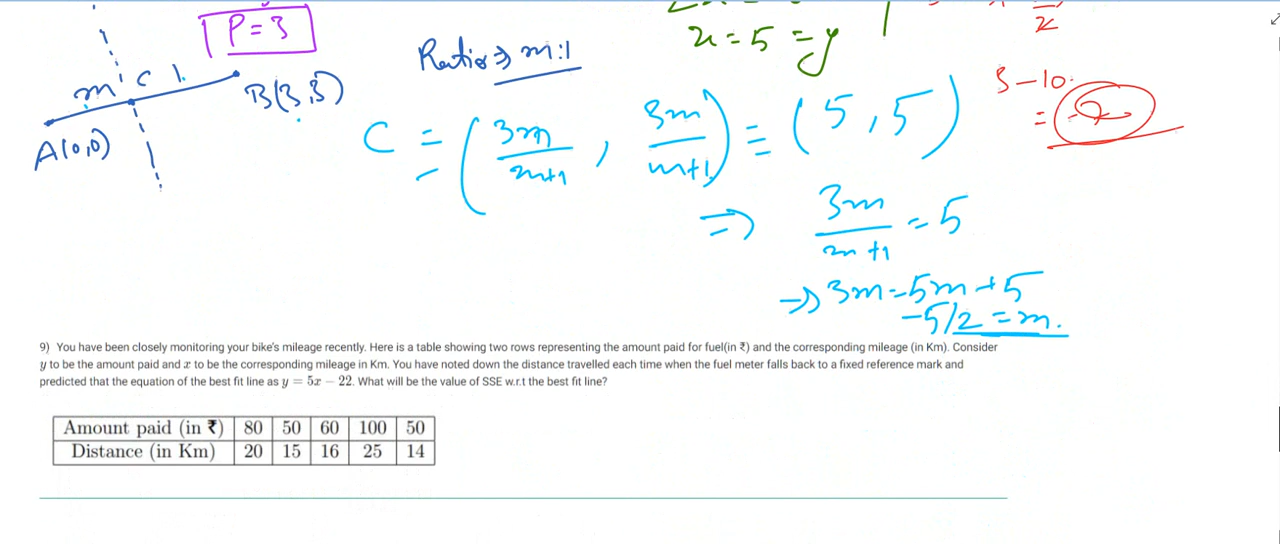 P = 3
x = 5 = y
x
Ratio ⇒ m:1
m C 1
B(3,3)
A(0,0)
3-10
=
C = ( 3m / m+1 , 3m / m+1 ) ≡ ( 5 , 5 )
⇒ 3m / m+1 = 5
⇒ 3m = 5m + 5
-5/2 = m.
9) You have been closely monitoring your bike's mileage recently. Here is a table showing two rows representing the amount paid for fuel(in ₹) and the corresponding mileage (in Km). Consider
y to be the amount paid and x to be the corresponding mileage in Km. You have noted down the distance travelled each time when the fuel meter falls back to a fixed reference mark and
predicted that the equation of the best fit line as y = 5x − 22. What will be the value of SSE w.r.t the best fit line?
Amount paid (in ₹) 80 50 60 100 50
Distance (in Km) 20 15 16 25 14